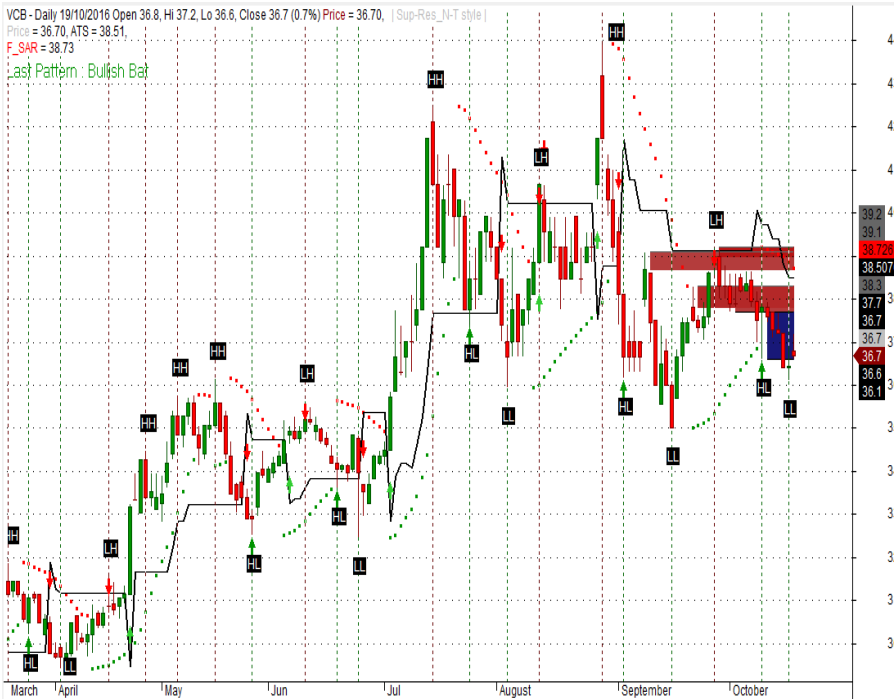 VCB - Daily 19/10/2016 Open 36.8, Hi 37.2, Lo 36.6, Close 36.7 (0.7%) Price = 36.70, | Sup-Res_N-T style |
Price = 36.70, ATS = 38.51,
F_SAR = 38.73
Last Pattern : Bullish Bat
HH
HH
LH
HH
LH
39.2
39.1
38.726
38.507
38.3
37.7
36.7
36.7
36.7
36.6
36.1
HH
HH
LH
HL
HL
HH
LL
HL
LL
LL
HL
HH
LH
HL
LL
HL
LL
March
April
May
Jun
Jul
August
September
October